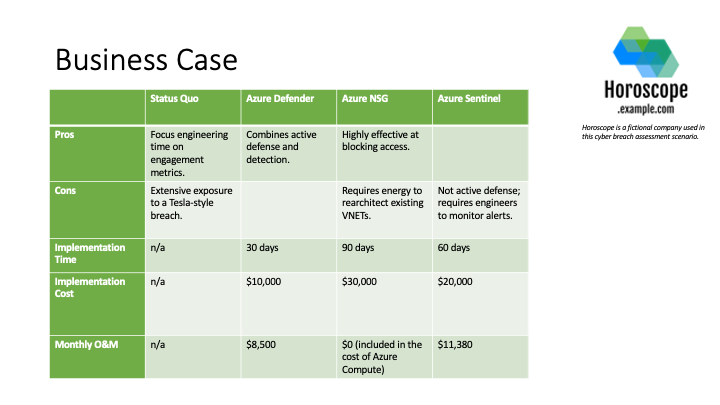 Business Case
Horoscope
.example.com
Horoscope is a fictional company used in
this cyber breach assessment scenario.
Status Quo
Azure Defender
Azure NSG
Azure Sentinel
Pros
Focus engineering
time on
engagement
metrics.
Combines active
defense and
detection.
Highly effective at
blocking access.
Cons
Extensive exposure
to a Tesla-style
breach.
Requires energy to
rearchitect existing
VNETs.
Not active defense;
requires engineers
to monitor alerts.
Implementation
Time
n/a
30 days
90 days
60 days
Implementation
Cost
n/a
$10,000
$30,000
$20,000
Monthly O&M
n/a
$8,500
$0 (included in the
cost of Azure
Compute)
$11,380